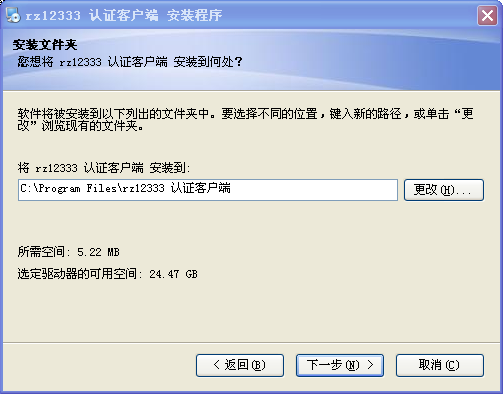 rz12333 认证客户端 安装程序
安装文件夹
您想将 rz12333 认证客户端 安装到何处？
软件将被安装到以下列出的文件夹中。要选择不同的位置，键入新的路径，或单击“更
改”浏览现有的文件夹。
将 rz12333 认证客户端 安装到:
C:\Program Files\rz12333 认证客户端
更改(H)...
所需空间: 5.22 MB
选定驱动器的可用空间: 24.47 GB
< 返回(B)
下一步(N) >
取消(C)